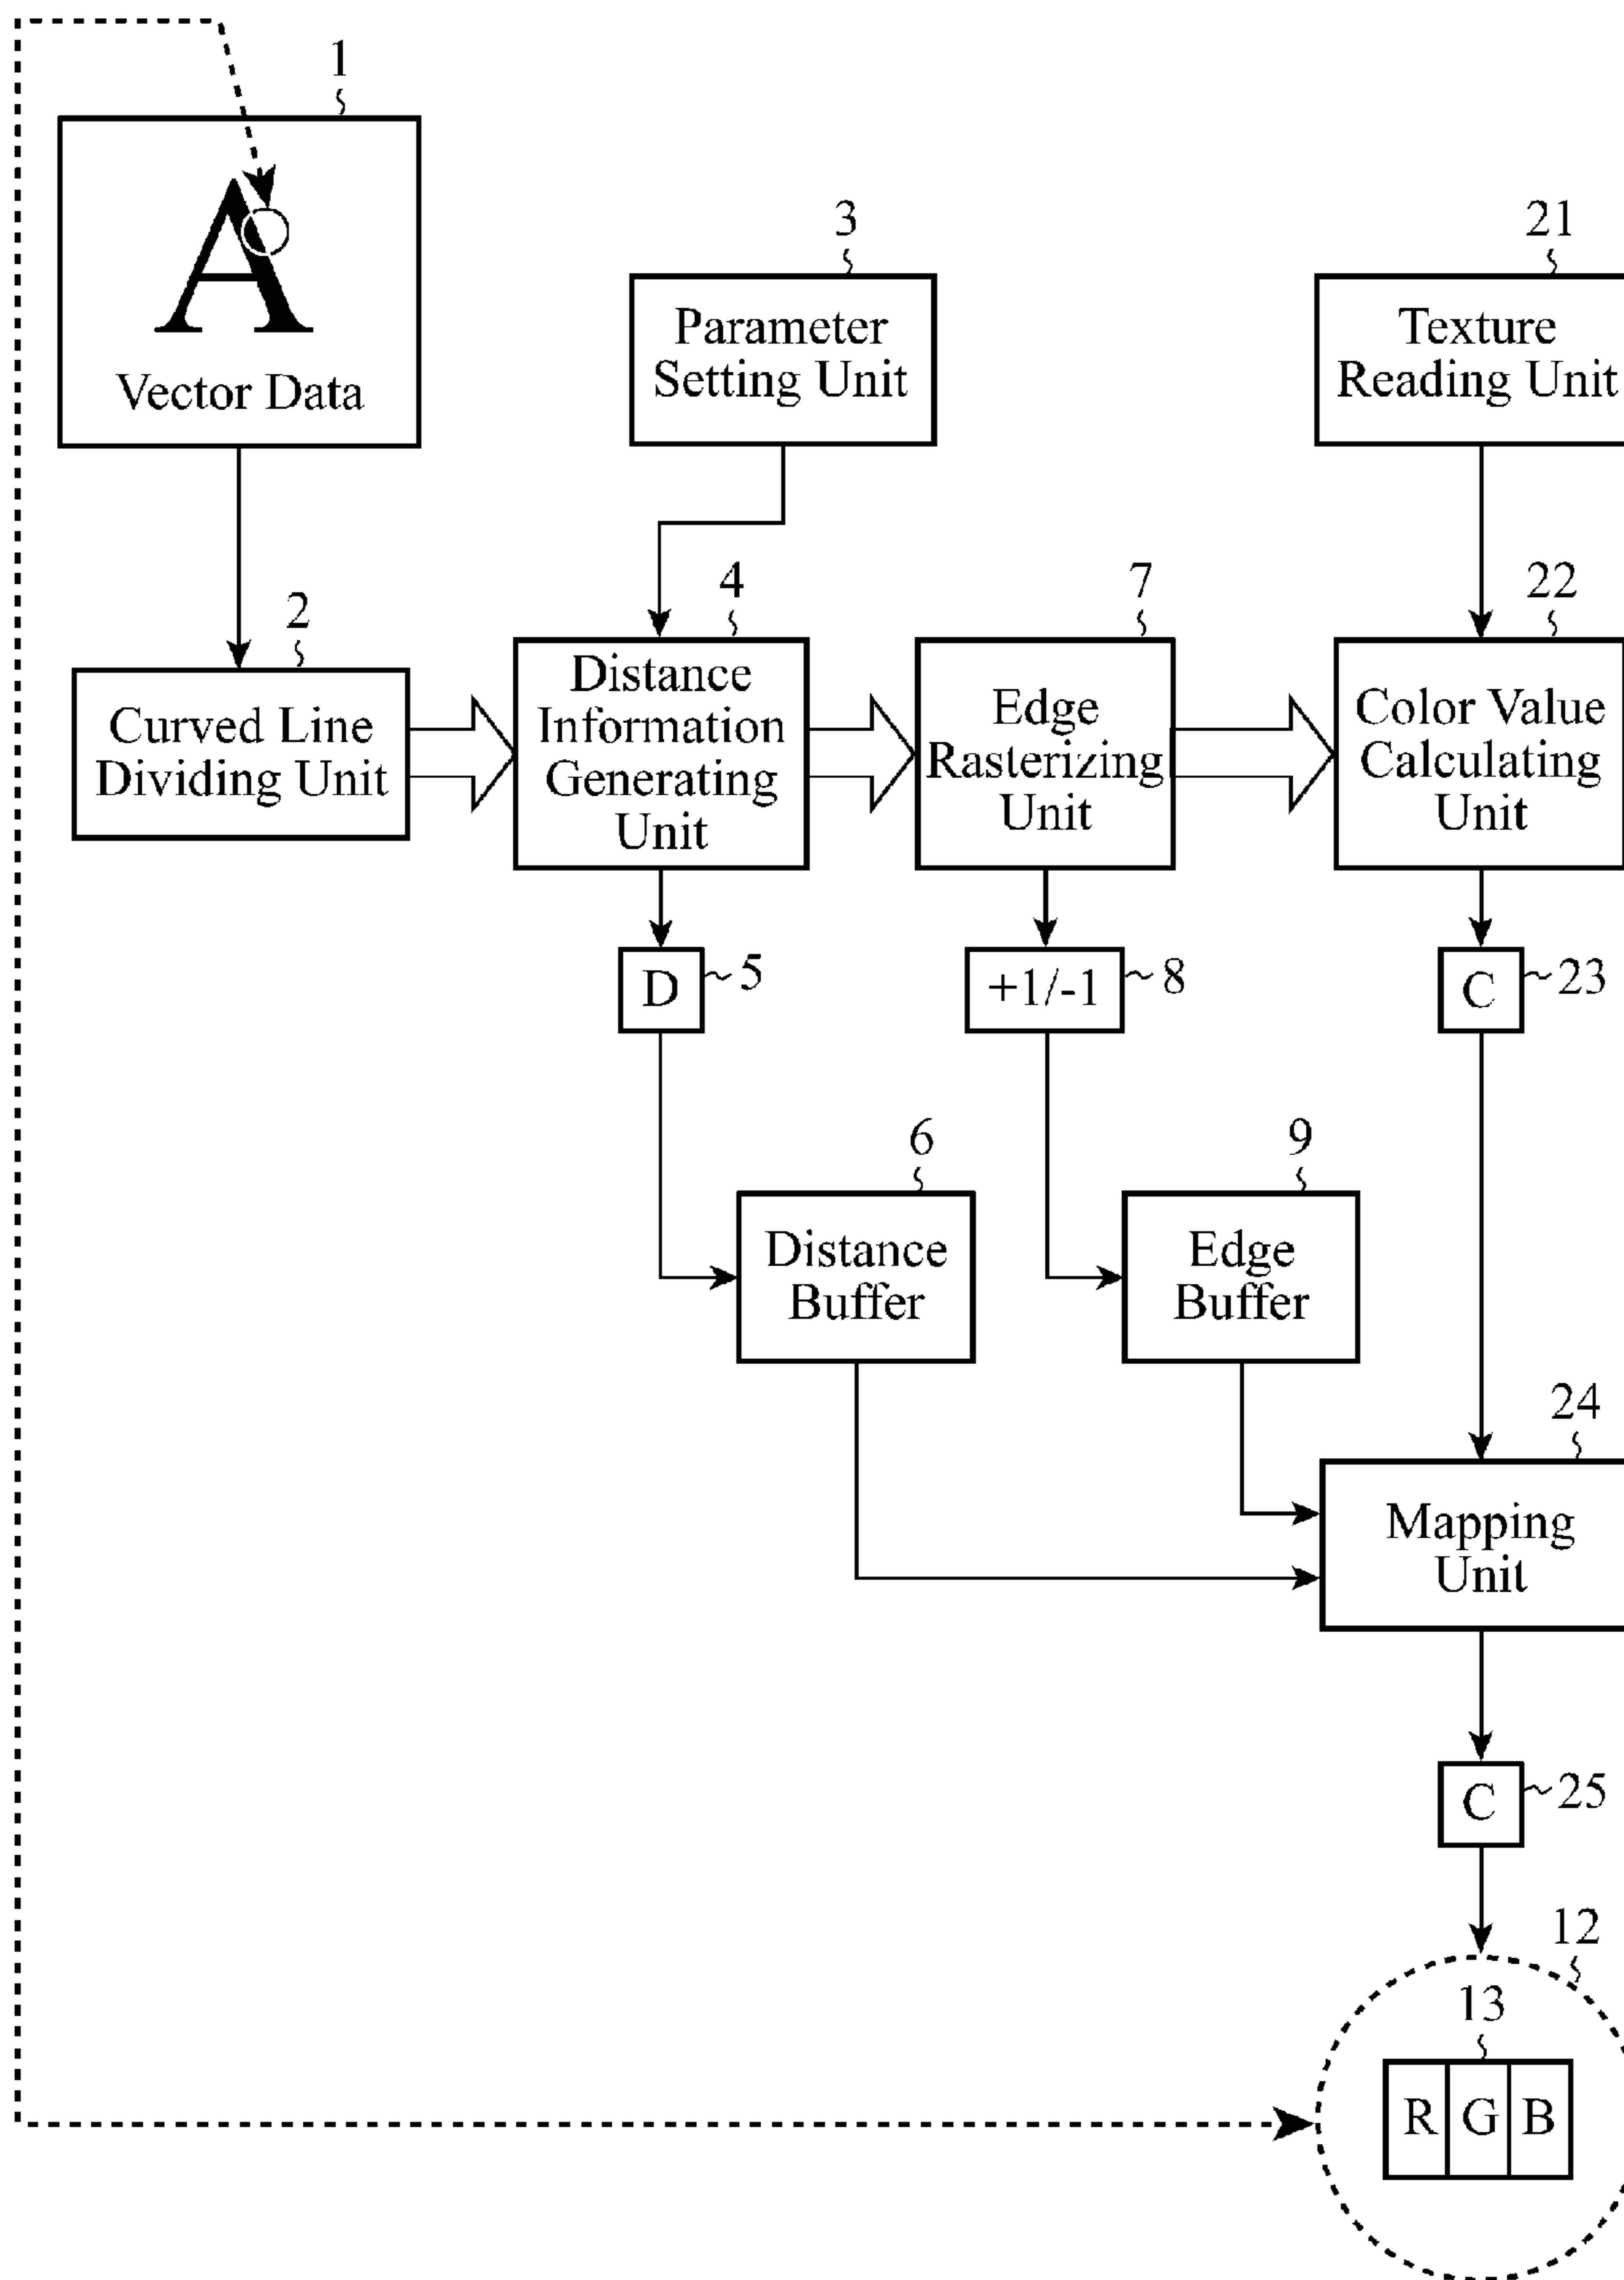 1
A
Vector Data
3
Parameter
Setting Unit
21
Texture
Reading Unit
2
Curved Line
Dividing Unit
4
Distance
Information
Generating
Unit
7
Edge
Rasterizing
Unit
22
Color Value
Calculating
Unit
D
5
+1/-1
8
C
23
6
Distance
Buffer
9
Edge
Buffer
24
Mapping
Unit
C
25
12
13
R G B